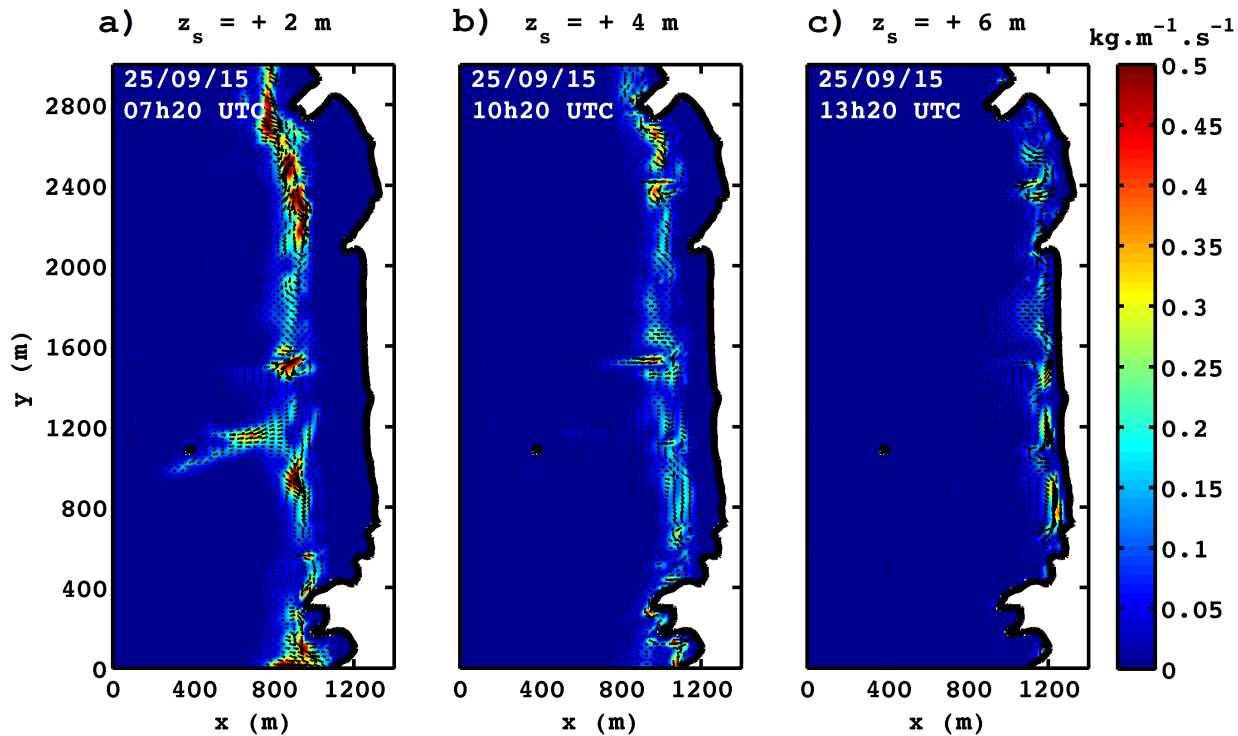 a) z_s = + 2 m
b) z_s = + 4 m
c) z_s = + 6 m
kg.m⁻¹.s⁻¹
25/09/15
07h20 UTC
25/09/15
10h20 UTC
25/09/15
13h20 UTC
y (m)
2800
2400
2000
1600
1200
800
400
0
0 400 800 1200
x (m)
0 400 800 1200
x (m)
0 400 800 1200
x (m)
0.5
0.45
0.4
0.35
0.3
0.25
0.2
0.15
0.1
0.05
0